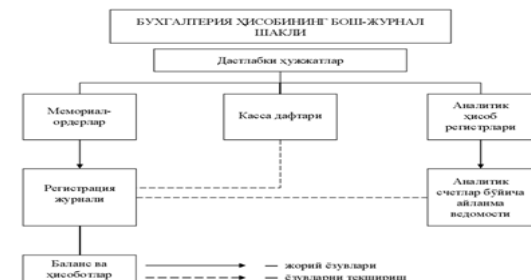 БУХГАЛТЕРИЯ ҲИСОБИНИНГ БОШ-ЖУРНАЛ
ШАКЛИ
Дастлабки ҳужжатлар
Мемориал-
ордерлар
Касса дафтари
Аналитик
ҳисоб
регистрлари
Регистрация
журнали
Аналитик
счетлар бўйича
айланма
ведомости
Баланс ва
ҳисоботлар
— жорий ёзувлари
— ёзувларни текшириш